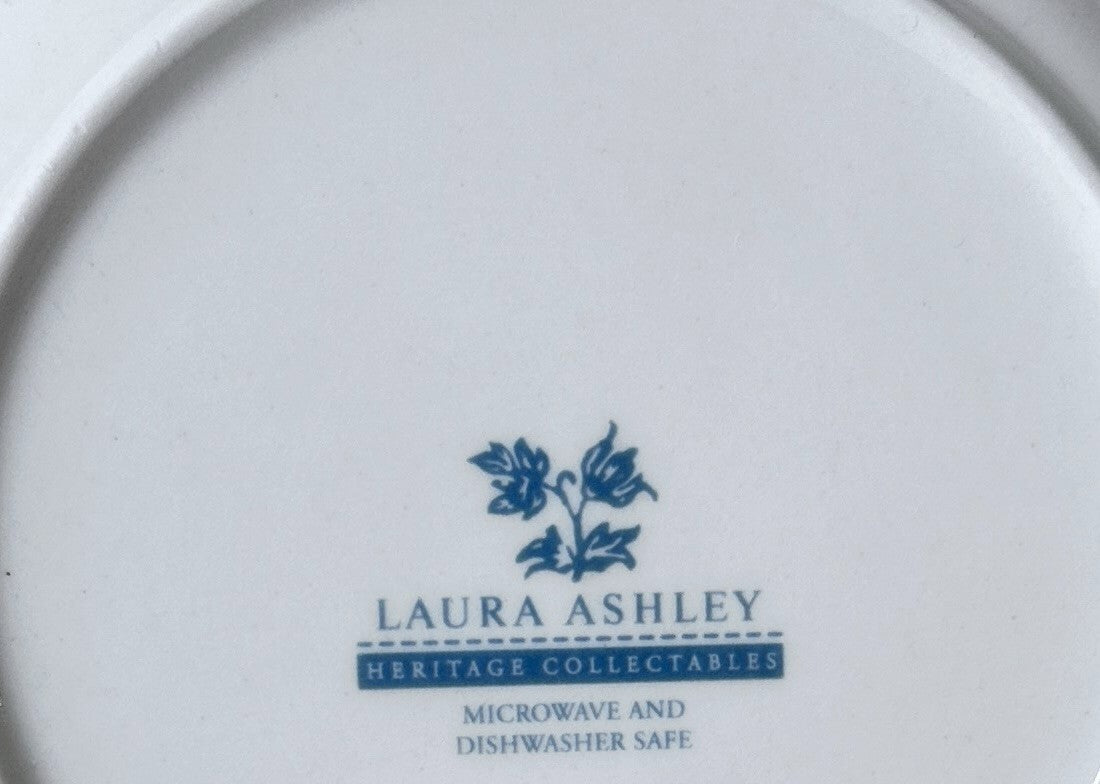 LAURA ASHLEY
HERITAGE COLLECTABLES
MICROWAVE AND
DISHWASHER SAFE